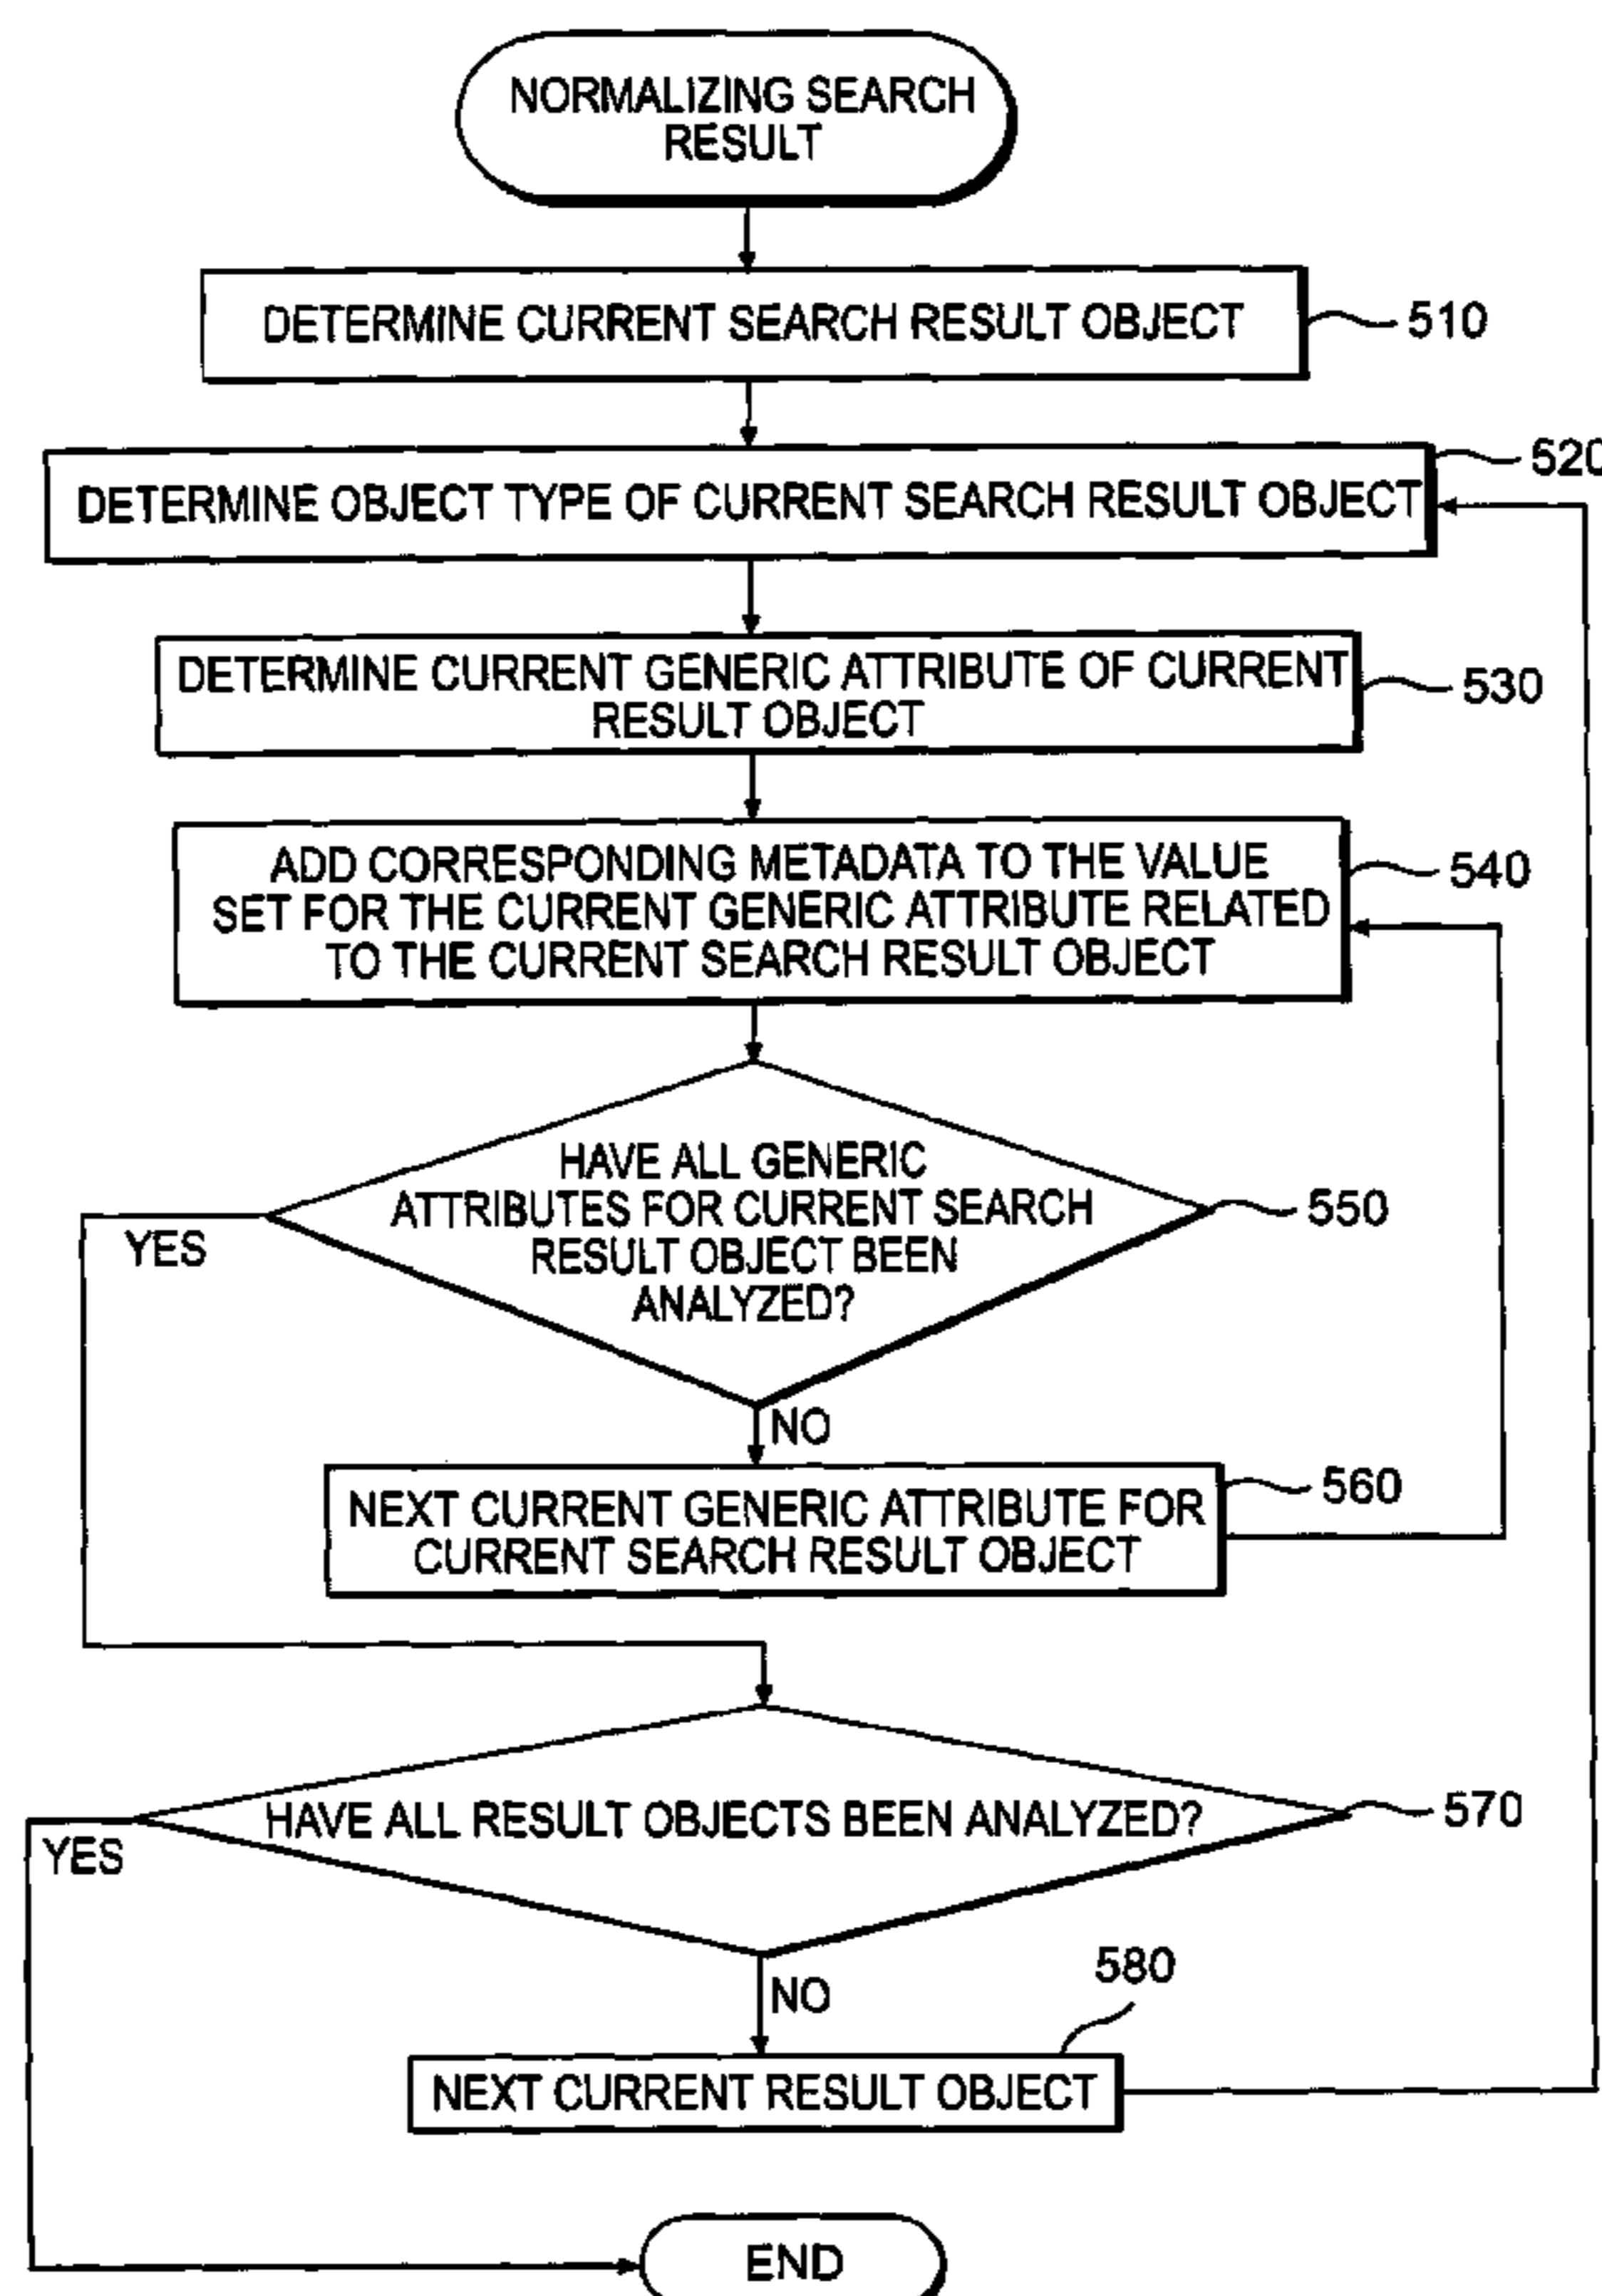 NORMALIZING SEARCH
RESULT
DETERMINE CURRENT SEARCH RESULT OBJECT
510
DETERMINE OBJECT TYPE OF CURRENT SEARCH RESULT OBJECT
520
DETERMINE CURRENT GENERIC ATTRIBUTE OF CURRENT
RESULT OBJECT
530
ADD CORRESPONDING METADATA TO THE VALUE
SET FOR THE CURRENT GENERIC ATTRIBUTE RELATED
TO THE CURRENT SEARCH RESULT OBJECT
540
HAVE ALL GENERIC
ATTRIBUTES FOR CURRENT SEARCH
RESULT OBJECT BEEN
ANALYZED?
550
YES
NO
NEXT CURRENT GENERIC ATTRIBUTE FOR
CURRENT SEARCH RESULT OBJECT
560
HAVE ALL RESULT OBJECTS BEEN ANALYZED?
570
YES
NO
580
NEXT CURRENT RESULT OBJECT
END